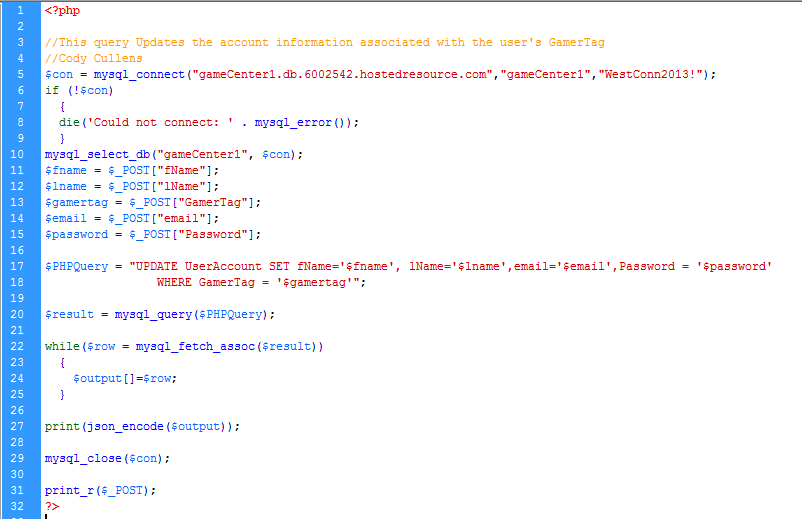 1 <?php
2
3 //This query Updates the account information associated with the user's GamerTag
4 //Cody Cullens
5 $con = mysql_connect("gameCenter1.db.6002542.hostedresource.com","gameCenter1","WestConn2013!");
6 if (!$con)
7 {
8 die('Could not connect: ' . mysql_error());
9 }
10 mysql_select_db("gameCenter1", $con);
11 $fname = $_POST["fName"];
12 $lname = $_POST["lName"];
13 $gamertag = $_POST["GamerTag"];
14 $email = $_POST["email"];
15 $password = $_POST["Password"];
16
17 $PHPQuery = "UPDATE UserAccount SET fName='$fname', lName='$lname',email='$email',Password = '$password'
18 WHERE GamerTag = '$gamertag'";
19
20 $result = mysql_query($PHPQuery);
21
22 while($row = mysql_fetch_assoc($result))
23 {
24 $output[]=$row;
25 }
26
27 print(json_encode($output));
28
29 mysql_close($con);
30
31 print_r($_POST);
32 ?>